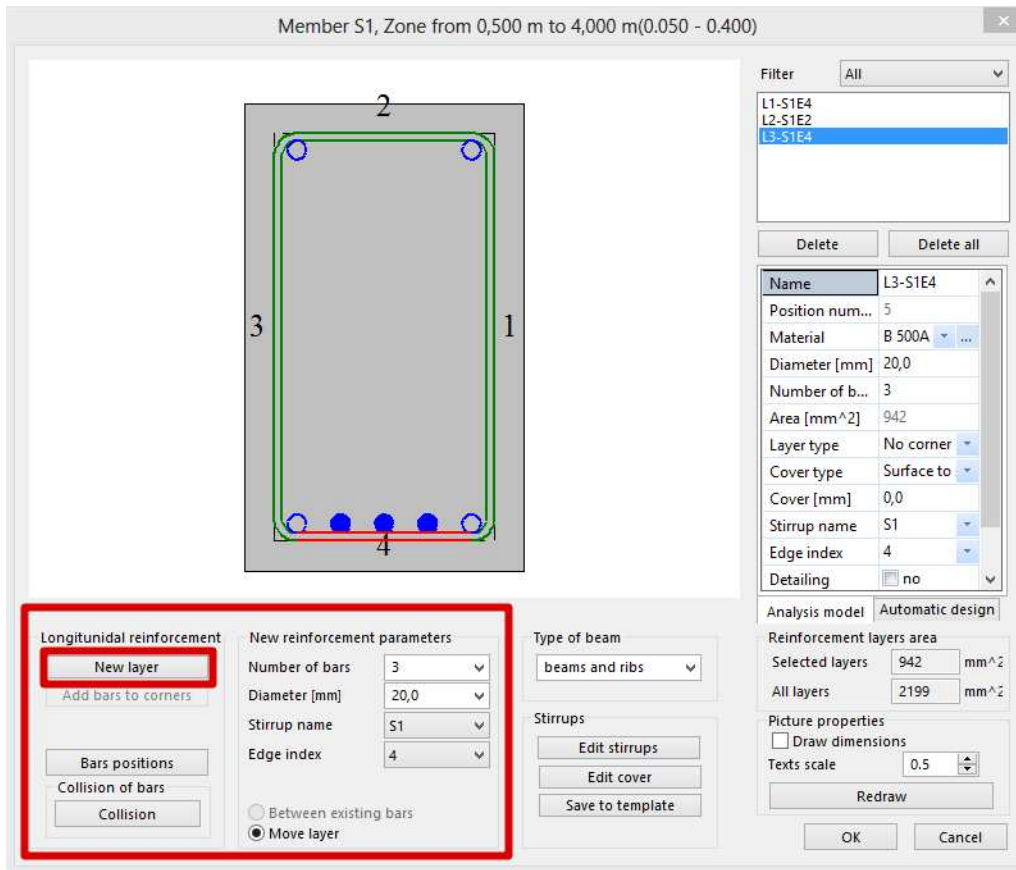 Member S1, Zone from 0,500 m to 4,000 m(0.050 - 0.400)
2
3
1
4
Filter All
L1-S1E4
L2-S1E2
L3-S1E4
Delete Delete all
Name L3-S1E4
Position num... 5
Material B 500A ...
Diameter [mm] 20,0
Number of b... 3
Area [mm^2] 942
Layer type No corner
Cover type Surface to
Cover [mm] 0,0
Stirrup name S1
Edge index 4
Detailing no
Analysis model Automatic design
Longitunidal reinforcement
New layer
Add bars to corners
Bars positions
Collision of bars
Collision
New reinforcement parameters
Number of bars 3
Diameter [mm] 20,0
Stirrup name S1
Edge index 4
Between existing bars
Move layer
Type of beam
beams and ribs
Stirrups
Edit stirrups
Edit cover
Save to template
Reinforcement layers area
Selected layers 942 mm^2
All layers 2199 mm^2
Picture properties
Draw dimensions
Texts scale 0.5
Redraw
OK Cancel